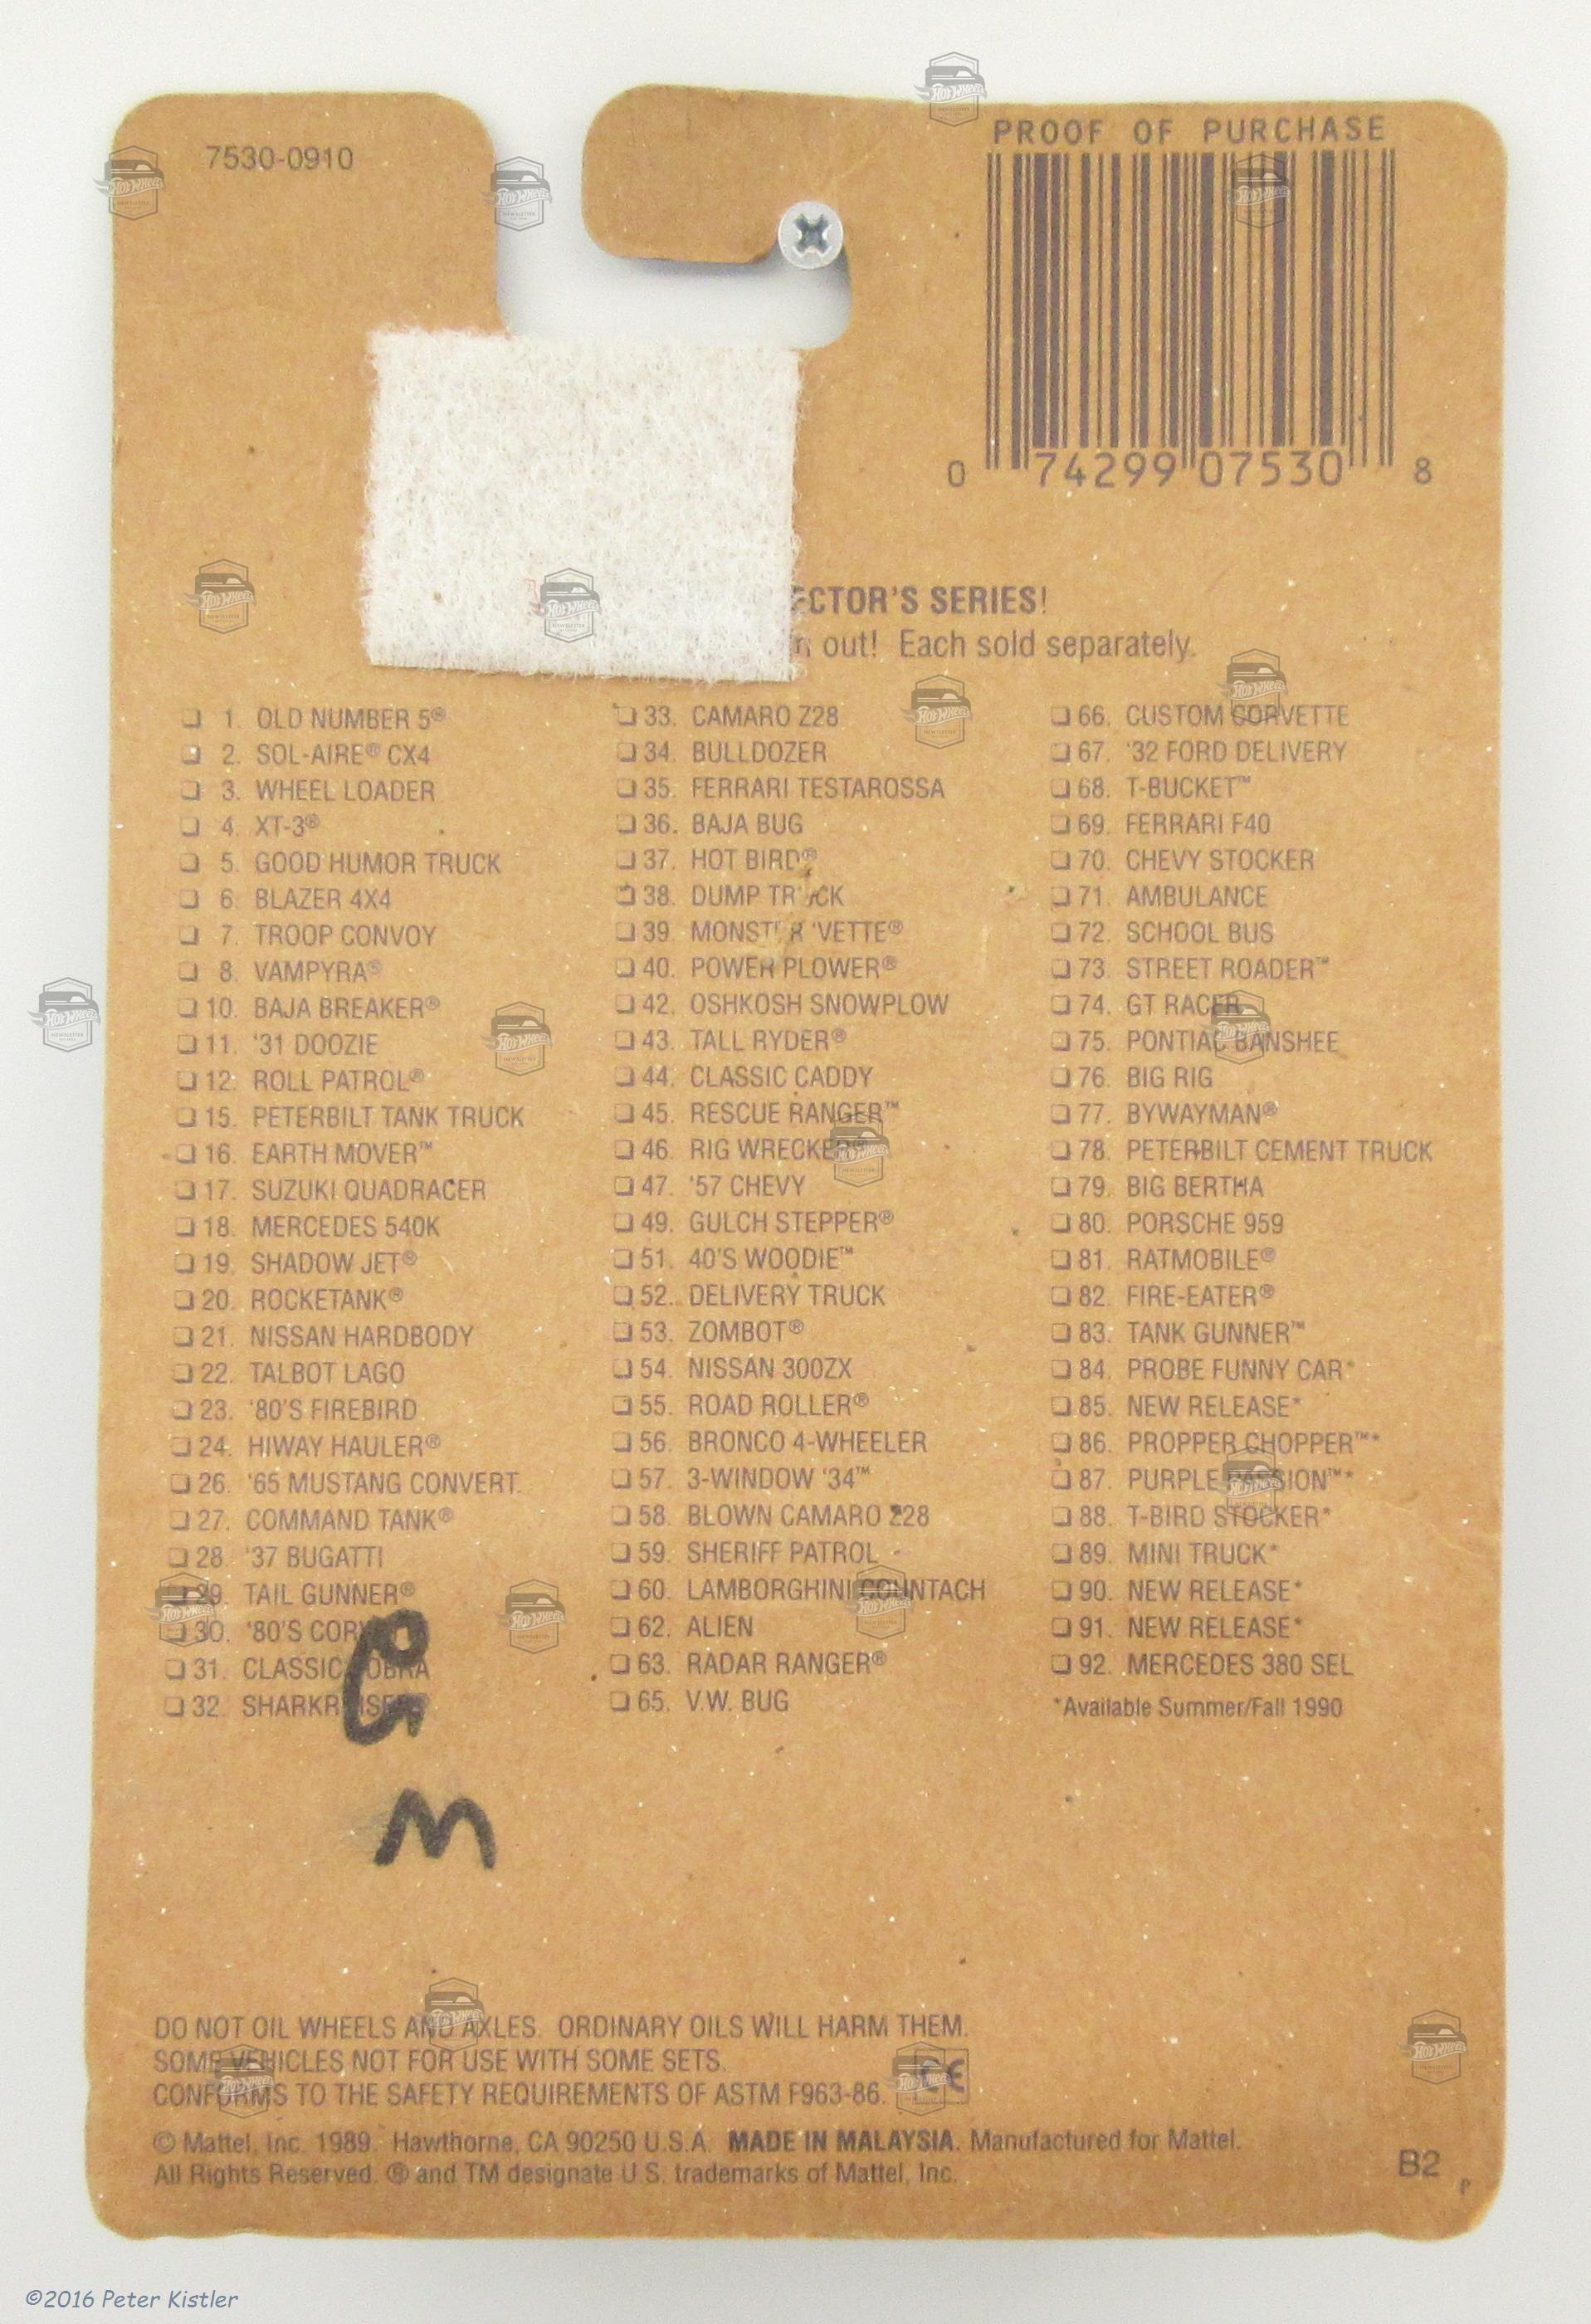 7530-0910
PROOF OF PURCHASE
0 74299 07530 8
ECTOR'S SERIES!
out! Each sold separately.
1. OLD NUMBER 5®
2. SOL-AIRE® CX4
3. WHEEL LOADER
4. XT-3®
5. GOOD HUMOR TRUCK
6. BLAZER 4X4
7. TROOP CONVOY
8. VAMPYRA®
10. BAJA BREAKER®
11. '31 DOOZIE
12. ROLL PATROL®
15. PETERBILT TANK TRUCK
16. EARTH MOVER™
17. SUZUKI QUADRACER
18. MERCEDES 540K
19. SHADOW JET®
20. ROCKETANK®
21. NISSAN HARDBODY
22. TALBOT LAGO
23. '80'S FIREBIRD
24. HIWAY HAULER®
26. '65 MUSTANG CONVERT.
27. COMMAND TANK®
28. '37 BUGATTI
29. TAIL GUNNER®
30. '80'S
31. CLASSIC COBRA
32.
33. CAMARO Z28
34. BULLDOZER
35. FERRARI TESTAROSSA
36. BAJA BUG
37. HOT BIRD®
38. DUMP TRUCK
39. MONSTER 'VETTE®
40. POWER PLOWER®
42. OSHKOSH SNOWPLOW
43. TALL RYDER®
44. CLASSIC CADDY
45. RESCUE RANGER™
46. RIG WRECKER
47. '57 CHEVY
49. GULCH STEPPER®
51. 40'S WOODIE™
52. DELIVERY TRUCK
53. ZOMBOT®
54. NISSAN 300ZX
55. ROAD ROLLER®
56. BRONCO 4-WHEELER
57. 3-WINDOW '34™
58. BLOWN CAMARO Z28
59. SHERIFF PATROL
60. LAMBORGHINI COUNTACH
62. ALIEN
63. RADAR RANGER®
65. V.W. BUG
66. CUSTOM CORVETTE
67. '32 FORD DELIVERY
68. T-BUCKET™
69. FERRARI F40
70. CHEVY STOCKER
71. AMBULANCE
72. SCHOOL BUS
73. STREET ROADER™
74. GT RACER
75. PONTIAC BANSHEE
76. BIG RIG
77. BYWAYMAN®
78. PETERBILT CEMENT TRUCK
79. BIG BERTHA
80. PORSCHE 959
81. RATMOBILE®
82. FIRE-EATER®
83. TANK GUNNER™
84. PROBE FUNNY CAR*
85. NEW RELEASE*
86. PROPPER CHOPPER™*
87. PURPLE PASSION™*
88. T-BIRD STOCKER*
89. MINI TRUCK*
90. NEW RELEASE*
91. NEW RELEASE*
92. MERCEDES 380 SEL
*Available Summer/Fall 1990
DO NOT OIL WHEELS AND AXLES. ORDINARY OILS WILL HARM THEM.
SOME VEHICLES NOT FOR USE WITH SOME SETS.
CONFORMS TO THE SAFETY REQUIREMENTS OF ASTM F963-86. CE
© Mattel, Inc. 1989. Hawthorne, CA 90250 U.S.A. MADE IN MALAYSIA. Manufactured for Mattel.
All Rights Reserved. ® and TM designate U.S. trademarks of Mattel, Inc.
B2
P
©2016 Peter Kistler